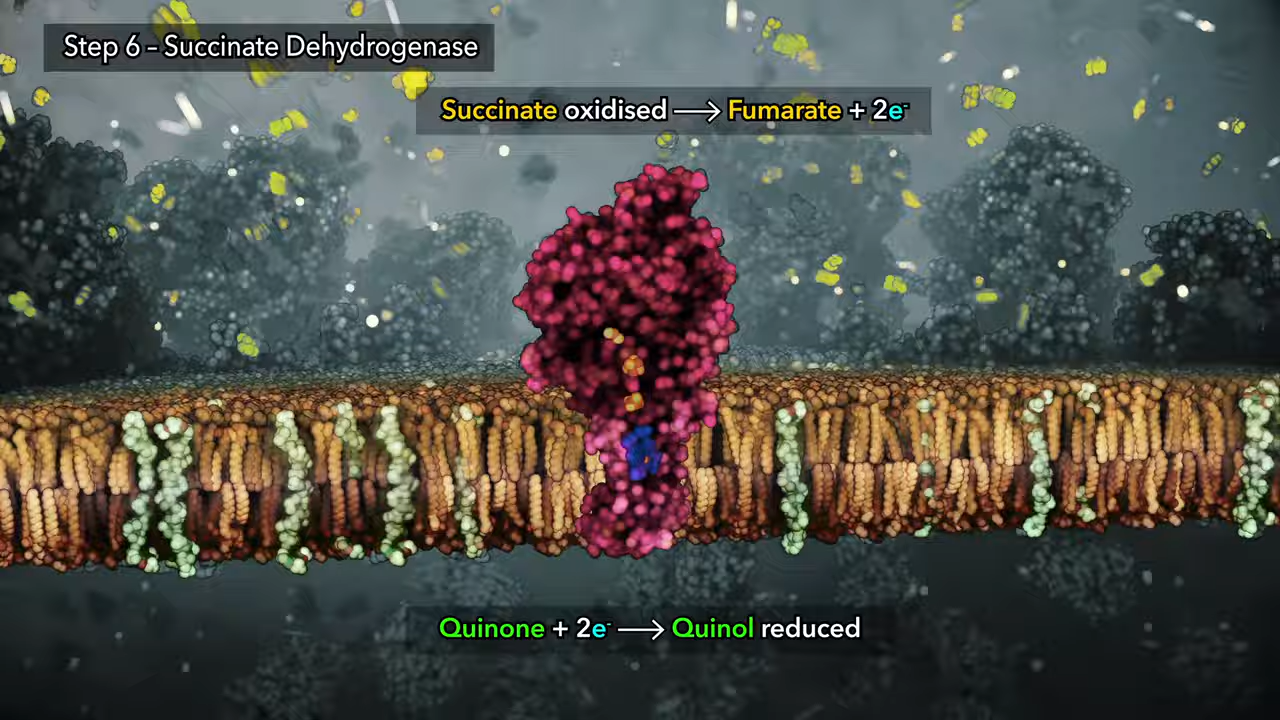 Step 6 – Succinate Dehydrogenase
Succinate oxidised ⟶ Fumarate + 2e⁻
Quinone + 2e⁻ ⟶ Quinol reduced